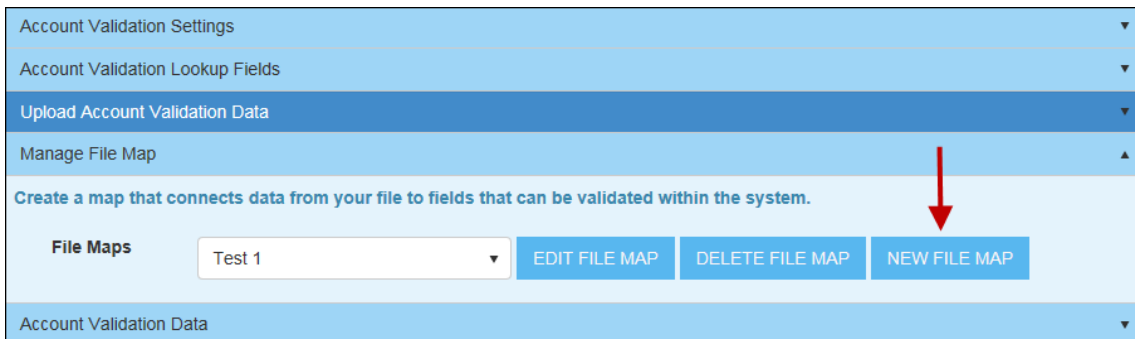 Account Validation Settings
Account Validation Lookup Fields
Upload Account Validation Data
Manage File Map
Create a map that connects data from your file to fields that can be validated within the system.
File Maps Test 1 EDIT FILE MAP DELETE FILE MAP NEW FILE MAP
Account Validation Data